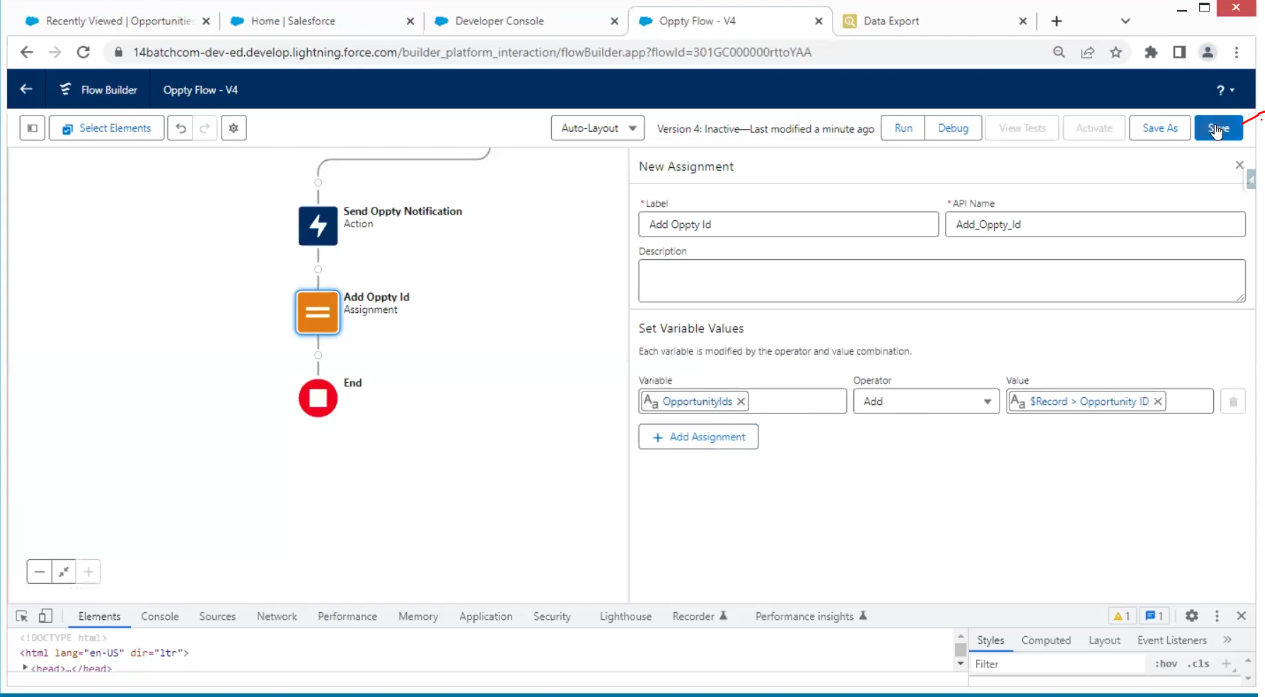 Recently Viewed | Opportunitie
Home | Salesforce
Developer Console
Oppty Flow - V4
Data Export
14batchcom-dev-ed.develop.lightning.force.com/builder_platform_interaction/flowBuilder.app?flowId=301GC000000rttoYAA
Flow Builder
Oppty Flow - V4
?
Select Elements
Auto-Layout
Version 4: Inactive—Last modified a minute ago
Run
Debug
View Tests
Activate
Save As
Save
Send Oppty Notification
Action
Add Oppty Id
Assignment
End
New Assignment
*Label
*API Name
Add Oppty Id
Add_Oppty_Id
Description
Set Variable Values
Each variable is modified by the operator and value combination.
Variable
Operator
Value
Aa OpportunityIds
Add
Aa $Record > Opportunity ID
+ Add Assignment
Elements
Console
Sources
Network
Performance
Memory
Application
Security
Lighthouse
Recorder
Performance insights
1
1
<!DOCTYPE html>
<html lang="en-US" dir="ltr">
<head>…</head>
Styles
Computed
Layout
Event Listeners
Filter
:hov .cls